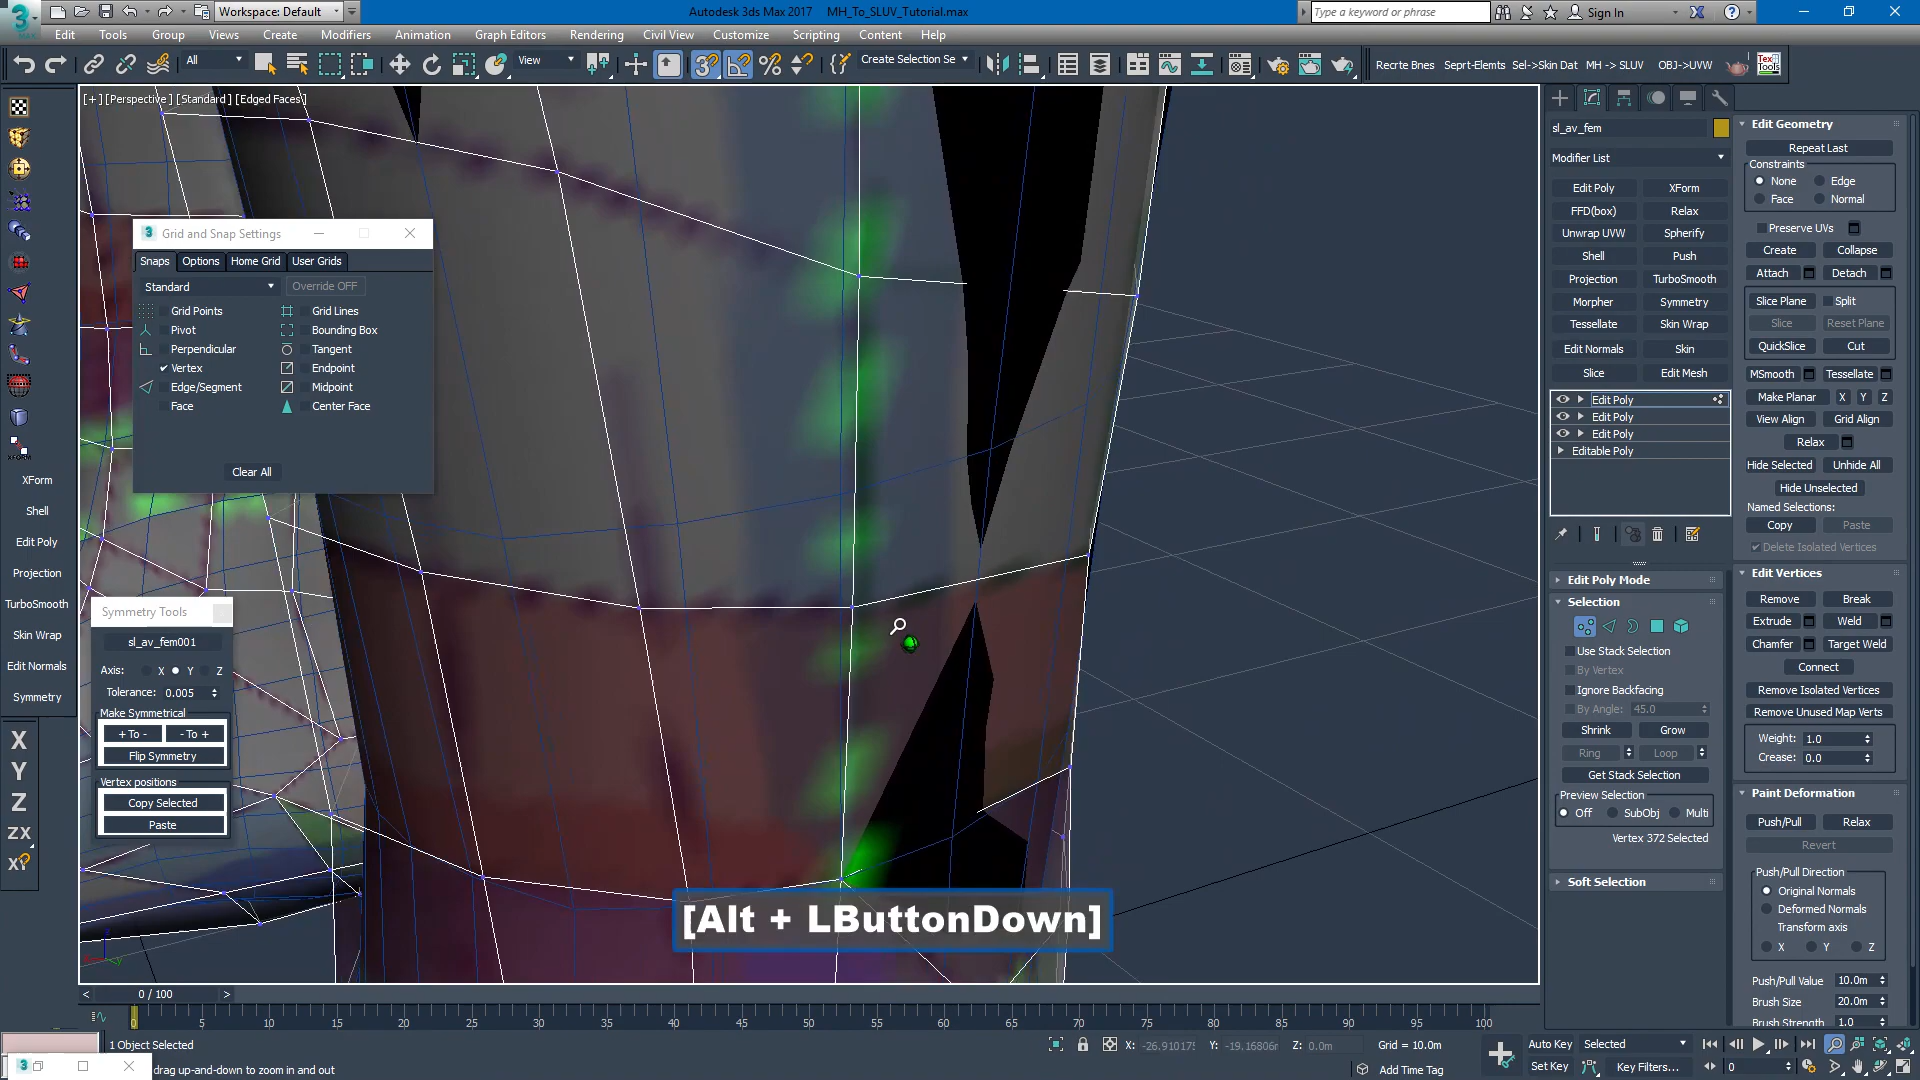 Workspace: Default
Autodesk 3ds Max 2017 MH_To_SLUV_Tutorial.max
Type a keyword or phrase
Sign In
Edit Tools Group Views Create Modifiers Animation Graph Editors Rendering Civil View Customize Scripting Content Help
All
View
Create Selection Se
Recrte Bnes Seprt-Elemts Sel->Skin Dat MH -> SLUV OBJ->UVW
[+] [Perspective] [Standard] [Edged Faces]
Grid and Snap Settings
Snaps Options Home Grid User Grids
Standard Override OFF
Grid Points Grid Lines
Pivot Bounding Box
Perpendicular Tangent
Vertex Endpoint
Edge/Segment Midpoint
Face Center Face
Clear All
XForm
Shell
Edit Poly
Projection
TurboSmooth
Skin Wrap
Edit Normals
Symmetry
X
Y
Z
ZX
XY
Symmetry Tools
sl_av_fem001
Axis: X Y Z
Tolerance: 0.005
Make Symmetrical
+ To - - To +
Flip Symmetry
Vertex positions
Copy Selected
Paste
[Alt + LButtonDown]
sl_av_fem
Modifier List
Edit Poly XForm
FFD(box) Relax
Unwrap UVW Spherify
Shell Push
Projection TurboSmooth
Morpher Symmetry
Tessellate Skin Wrap
Edit Normals Skin
Slice Edit Mesh
Edit Poly
Edit Poly
Edit Poly
Editable Poly
Edit Poly Mode
Selection
Use Stack Selection
By Vertex
Ignore Backfacing
By Angle: 45.0
Shrink Grow
Ring Loop
Get Stack Selection
Preview Selection
Off SubObj Multi
Vertex 372 Selected
Soft Selection
Edit Geometry
Repeat Last
Constraints
None Edge
Face Normal
Preserve UVs
Create Collapse
Attach Detach
Slice Plane Split
Slice Reset Plane
QuickSlice Cut
MSmooth Tessellate
Make Planar X Y Z
View Align Grid Align
Relax
Hide Selected Unhide All
Hide Unselected
Named Selections:
Copy Paste
Delete Isolated Vertices
Edit Vertices
Remove Break
Extrude Weld
Chamfer Target Weld
Connect
Remove Isolated Vertices
Remove Unused Map Verts
Weight: 1.0
Crease: 0.0
Paint Deformation
Push/Pull Relax
Revert
Push/Pull Direction
Original Normals
Deformed Normals
Transform axis
X Y Z
Push/Pull Value 10.0m
Brush Size 20.0m
Brush Strength 1.0
< 0 / 100 >
0 5 10 15 20 25 30 35 40 45 50 55 60 65 70 75 80 85 90 95 100
1 Object Selected
X: -26.91017 Y: -19.16806m Z: 0.0m Grid = 10.0m
Auto Key Selected
drag up-and-down to zoom in and out
Add Time Tag
Set Key Key Filters... 0